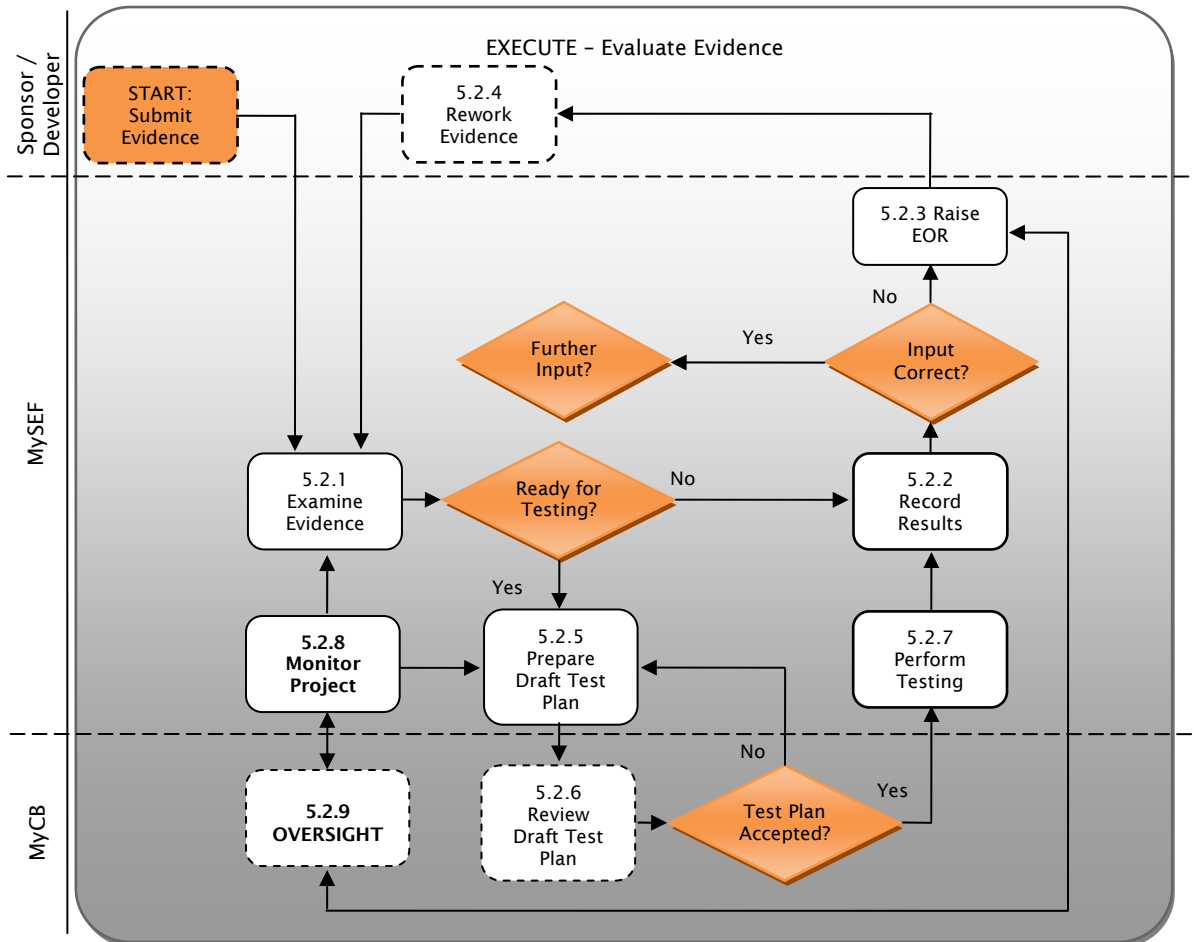 EXECUTE – Evaluate Evidence
Sponsor /
Developer
START:
Submit
Evidence
5.2.4
Rework
Evidence
MySEF
5.2.3 Raise
EOR
No
Yes
Further
Input?
Input
Correct?
5.2.1
Examine
Evidence
Ready for
Testing?
No
5.2.2
Record
Results
Yes
5.2.8
Monitor
Project
5.2.5
Prepare
Draft Test
Plan
5.2.7
Perform
Testing
MyCB
No
Yes
5.2.9
OVERSIGHT
5.2.6
Review
Draft Test
Plan
Test Plan
Accepted?